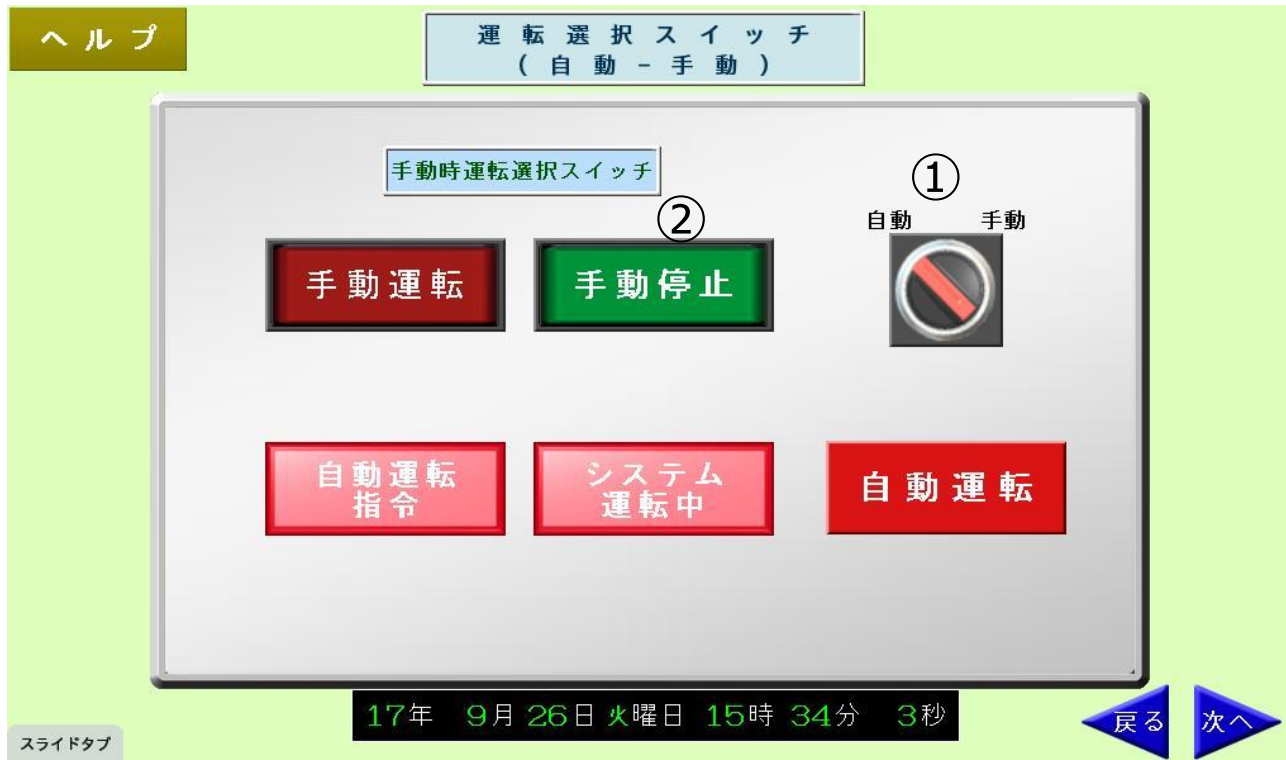 ヘルプ
運転選択スイッチ
(自動-手動)
手動時運転選択スイッチ
①
②
自動 手動
手動運転
手動停止
自動運転
指令
システム
運転中
自動運転
17年 9月26日火曜日 15時34分 3秒
戻る
次へ
スライドタブ